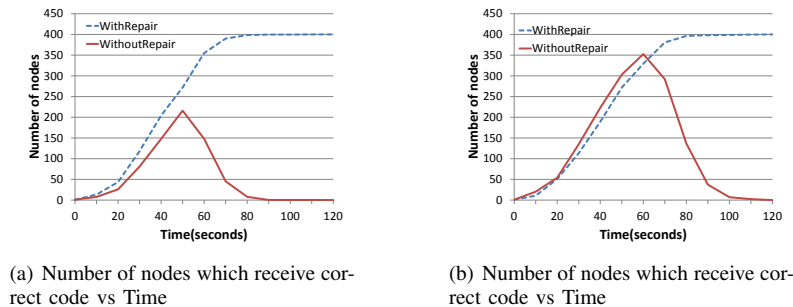 450
400
350
300
250
200
150
100
50
0
Number of nodes
WithRepair
WithoutRepair
0 20 40 60 80 100 120
Time(seconds)
(a) Number of nodes which receive cor-
rect code vs Time
450
400
350
300
250
200
150
100
50
0
Number of nodes
WithRepair
WithoutRepair
0 20 40 60 80 100 120
Time(seconds)
(b) Number of nodes which receive cor-
rect code vs Time